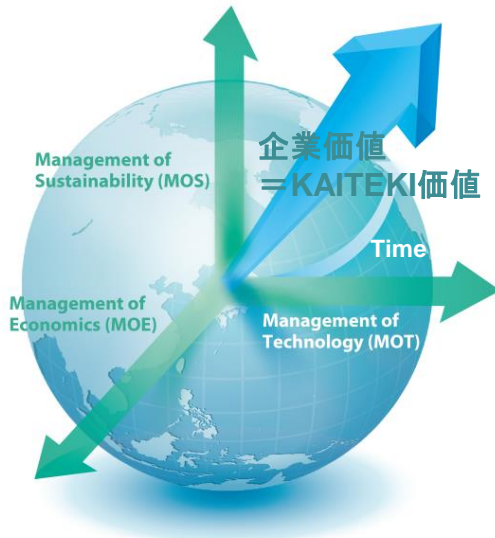 企業価値
＝KAITEKI価値
Management of
Sustainability (MOS)
Time
Management of
Economics (MOE)
Management of
Technology (MOT)